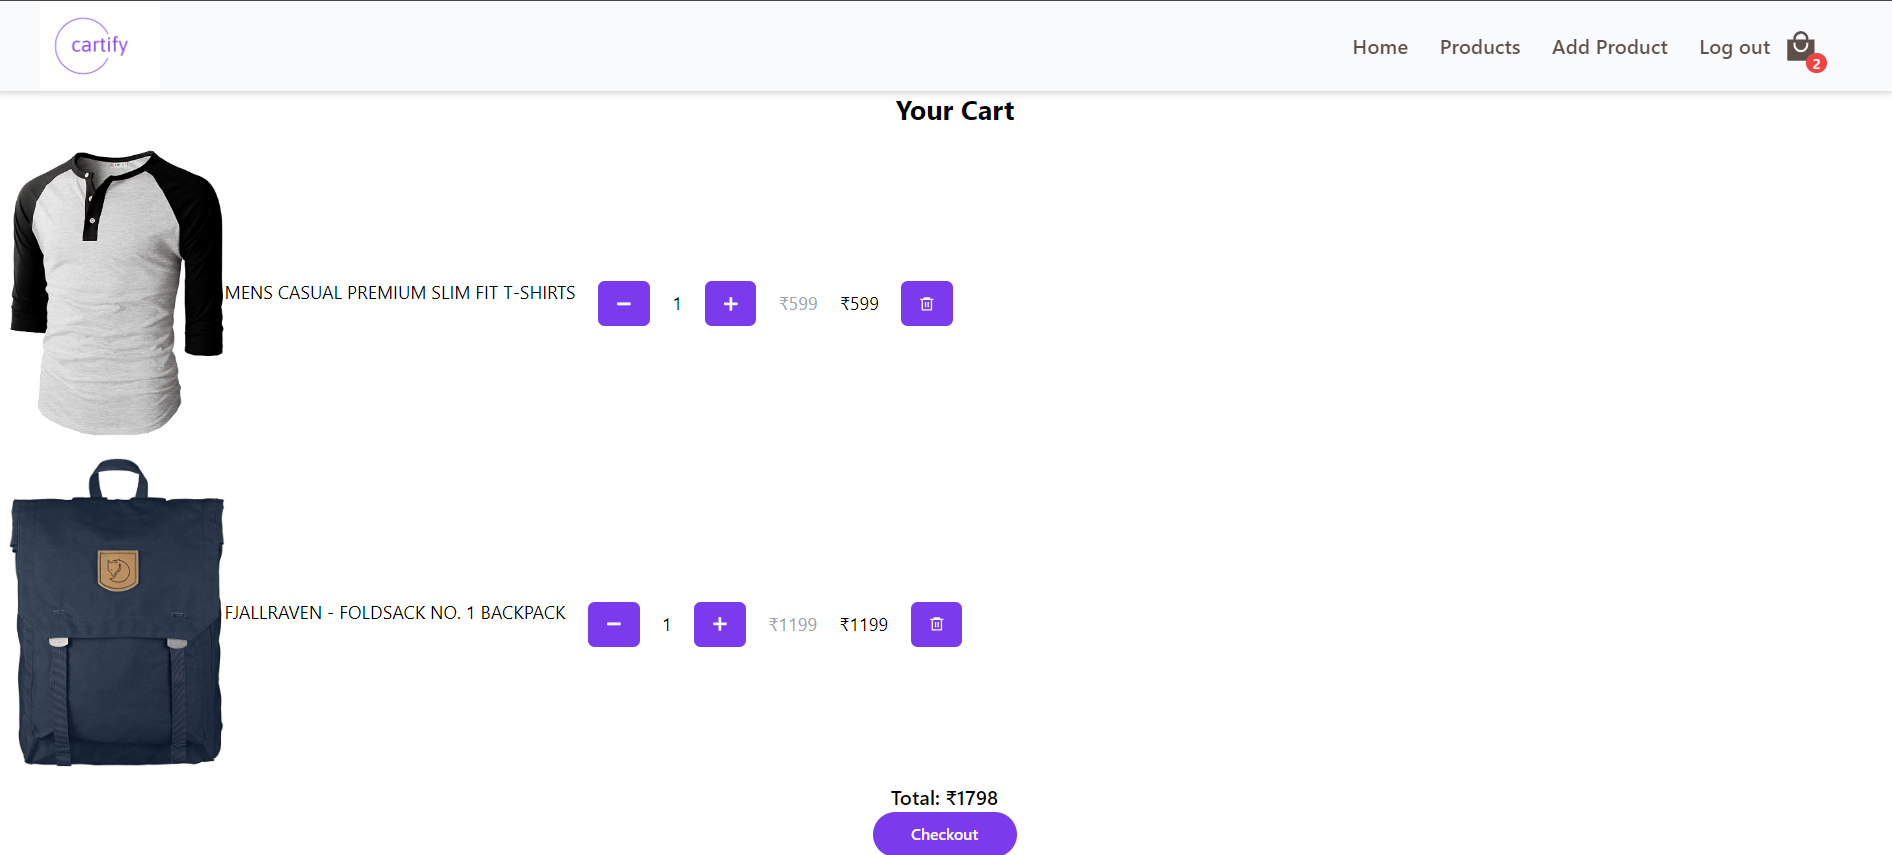 cartify
Home Products Add Product Log out
2
Your Cart
MENS CASUAL PREMIUM SLIM FIT T-SHIRTS 1 ₹599 ₹599
FJALLRAVEN - FOLDSACK NO. 1 BACKPACK 1 ₹1199 ₹1199
Total: ₹1798
Checkout